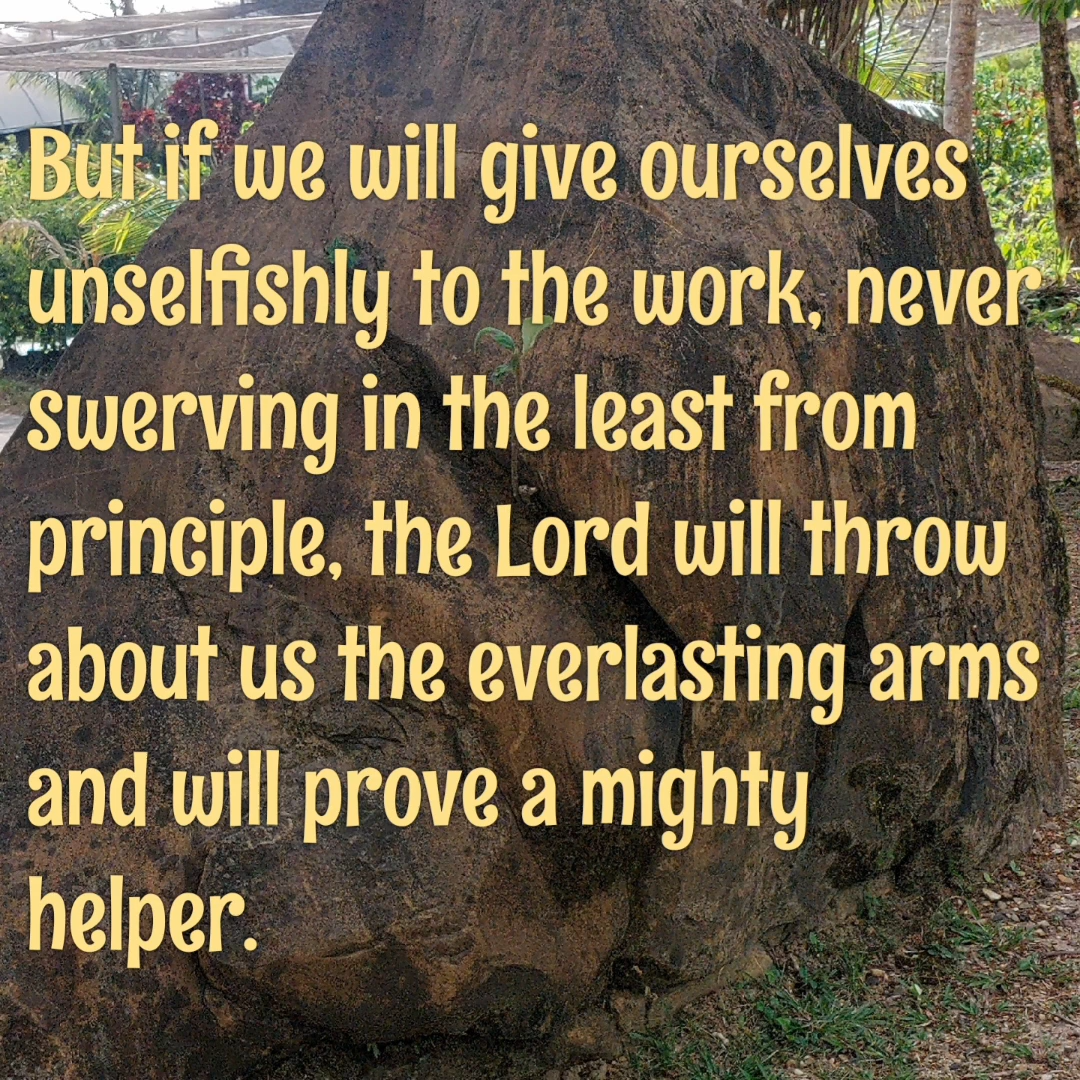 But if we will give ourselves
unselfishly to the work, never
swerving in the least from
principle, the Lord will throw
about us the everlasting arms
and will prove a mighty
helper.